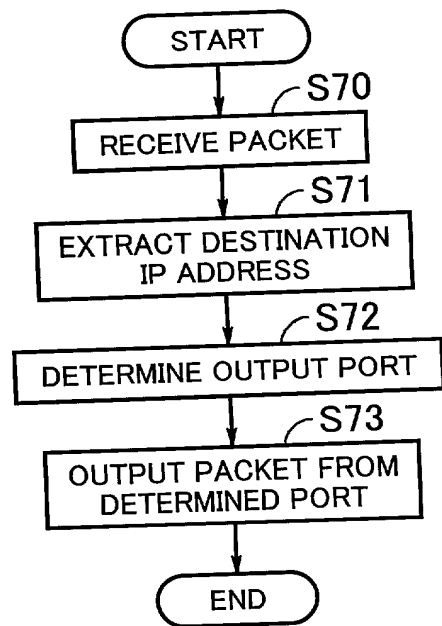 START
S70
RECEIVE PACKET
S71
EXTRACT DESTINATION
IP ADDRESS
S72
DETERMINE OUTPUT PORT
S73
OUTPUT PACKET FROM
DETERMINED PORT
END